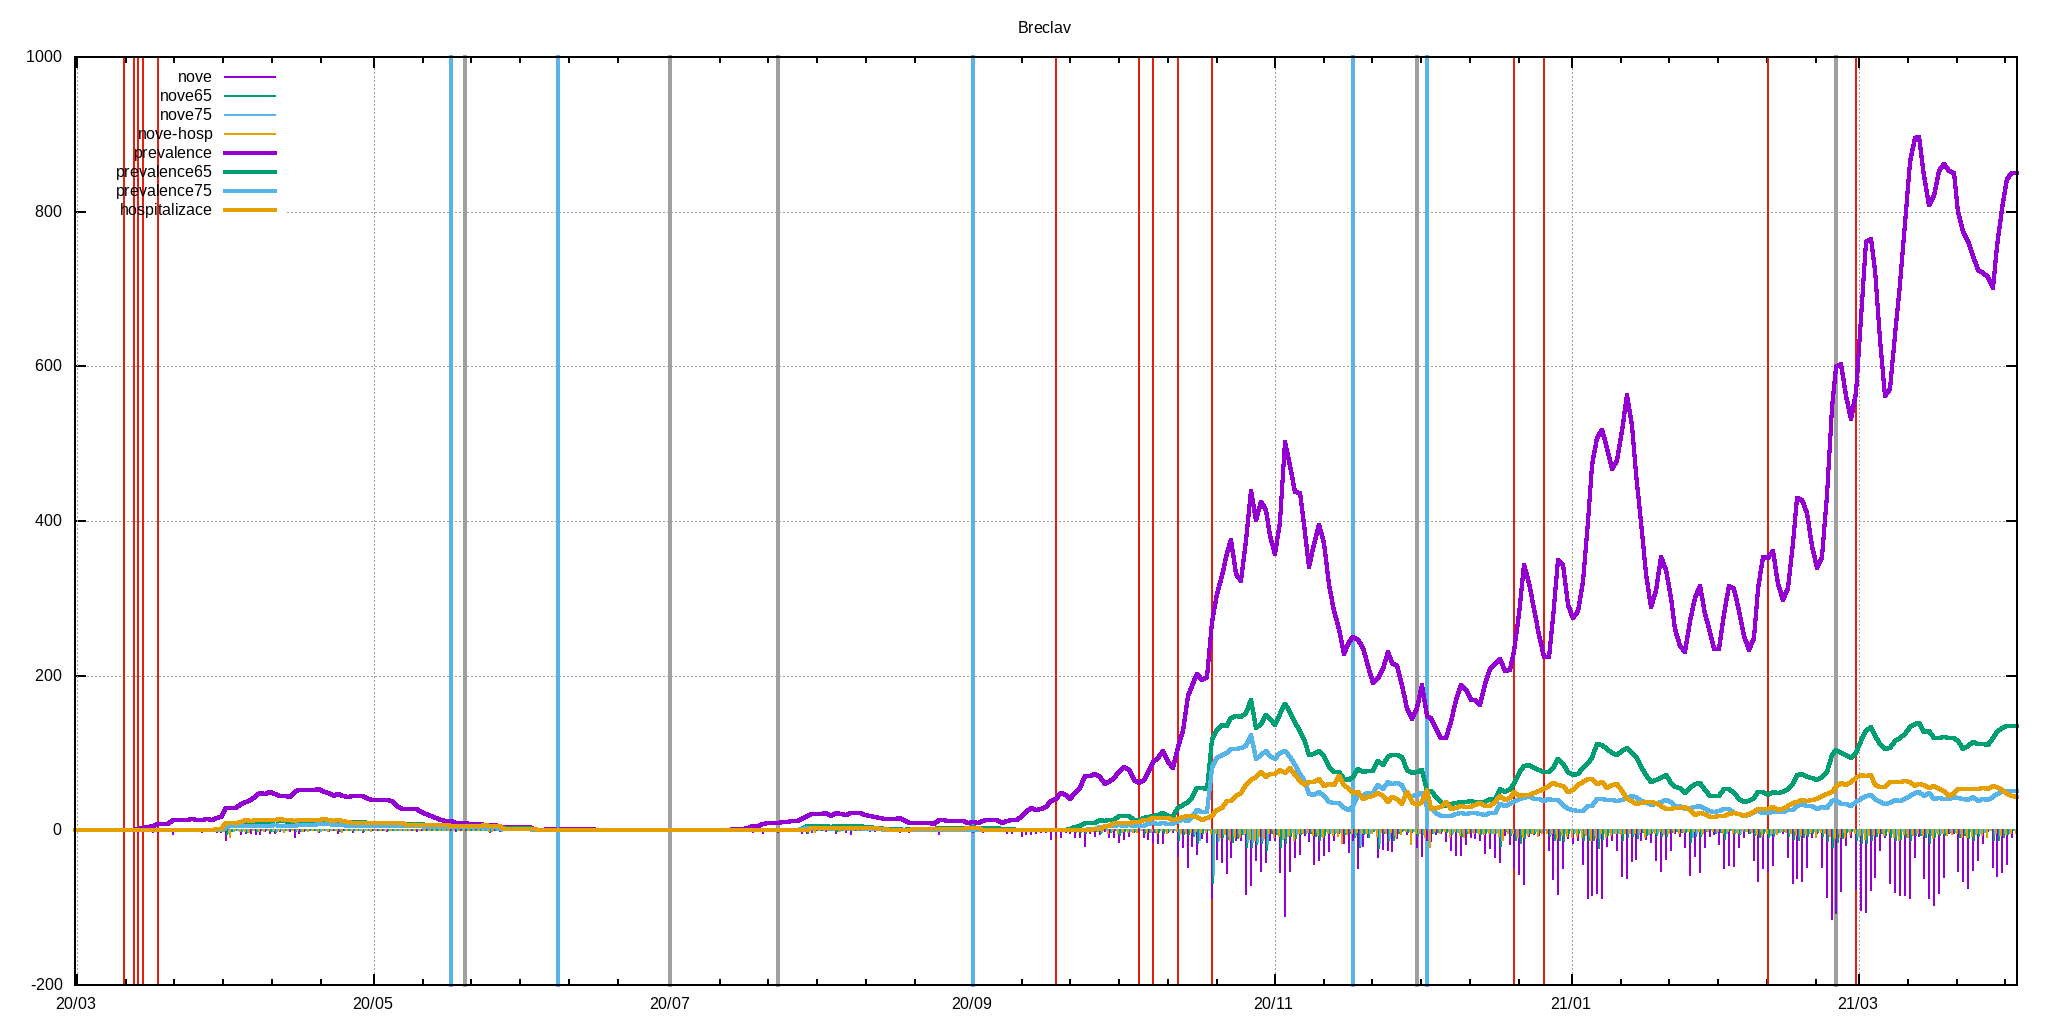 Breclav
1000
800
600
400
200
0
-200
nove
nove65
nove75
nove-hosp
prevalence
prevalence65
prevalence75
hospitalizace
20/03 20/05 20/07 20/09 20/11 21/01 21/03